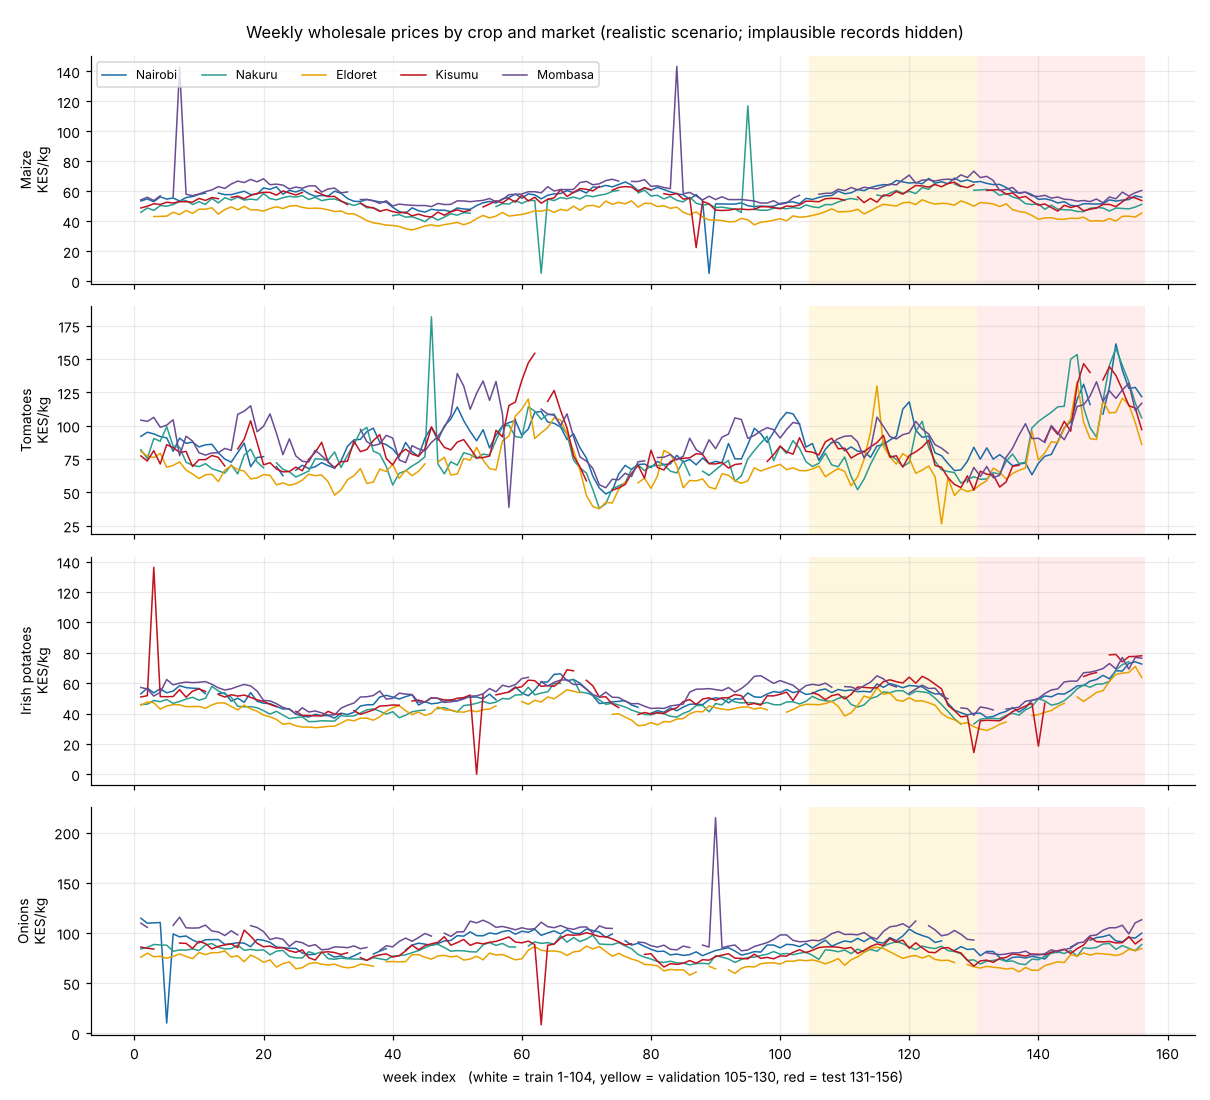 Weekly wholesale prices by crop and market (realistic scenario; implausible records hidden)
Nairobi Nakuru Eldoret Kisumu Mombasa
Maize
KES/kg
140
120
100
80
60
40
20
0
Tomatoes
KES/kg
175
150
125
100
75
50
25
Irish potatoes
KES/kg
140
120
100
80
60
40
20
0
Onions
KES/kg
200
150
100
50
0
0 20 40 60 80 100 120 140 160
week index (white = train 1-104, yellow = validation 105-130, red = test 131-156)